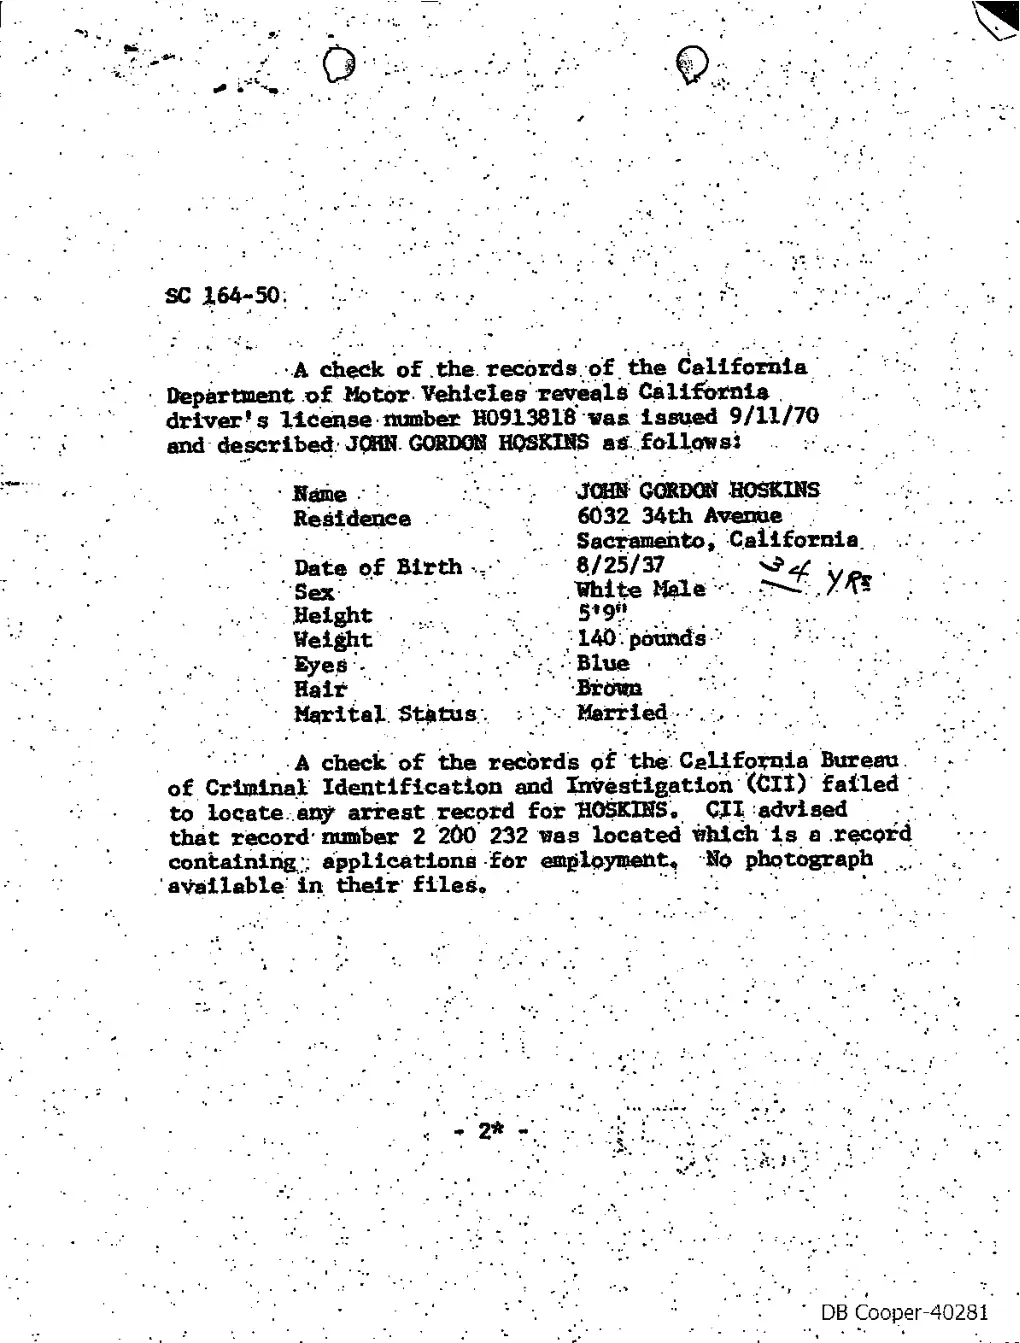 SC 164-50
A check of the records of the California
Department of Motor Vehicles reveals California
driver's license number H0913818 was issued 9/11/70
and described JOHN GORDON HOSKINS as follows:
Name JOHN GORDON HOSKINS
Residence 6032 34th Avenue
Sacramento, California
Date of Birth 8/25/37 34 YRS
Sex White Male
Height 5'9"
Weight 140 pounds
Eyes Blue
Hair Brown
Marital Status Married
A check of the records of the California Bureau
of Criminal Identification and Investigation (CII) failed
to locate any arrest record for HOSKINS. CII advised
that record number 2 200 232 was located which is a record
containing applications for employment. No photograph
available in their files.
- 2* -
DB Cooper-40281